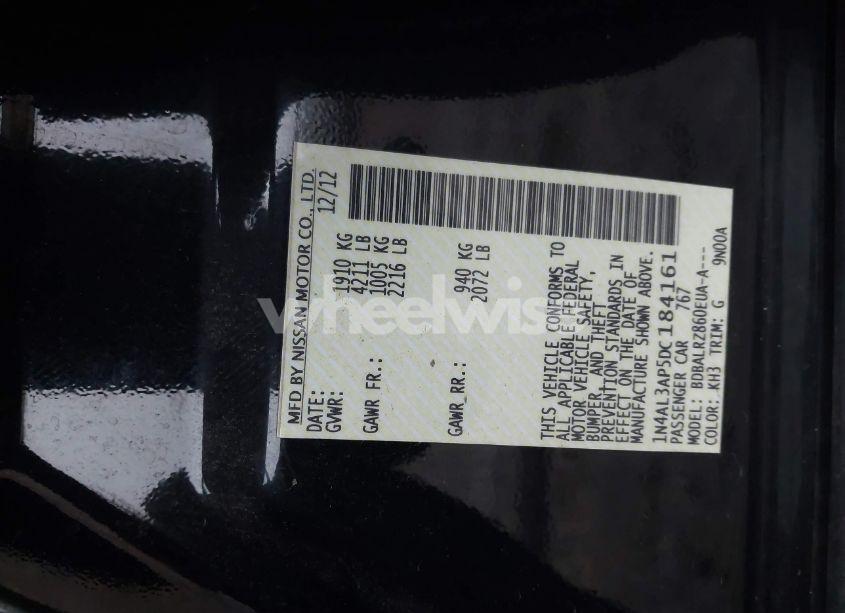 MFD BY NISSAN MOTOR CO., LTD.
DATE: 12/12
GVWR: 1910 KG
4211 LB
GAWR FR.: 1005 KG
2216 LB
GAWR RR.: 940 KG
2072 LB
THIS VEHICLE CONFORMS TO
ALL APPLICABLE FEDERAL
MOTOR VEHICLE SAFETY,
BUMPER, AND THEFT
PREVENTION STANDARDS IN
EFFECT ON THE DATE OF
MANUFACTURE SHOWN ABOVE.
1N4AL3AP5DC184161
PASSENGER CAR 767
MODEL: BDBALRZ860EUA-A---
COLOR: KH3 TRIM: G 9N00A
wheelwise